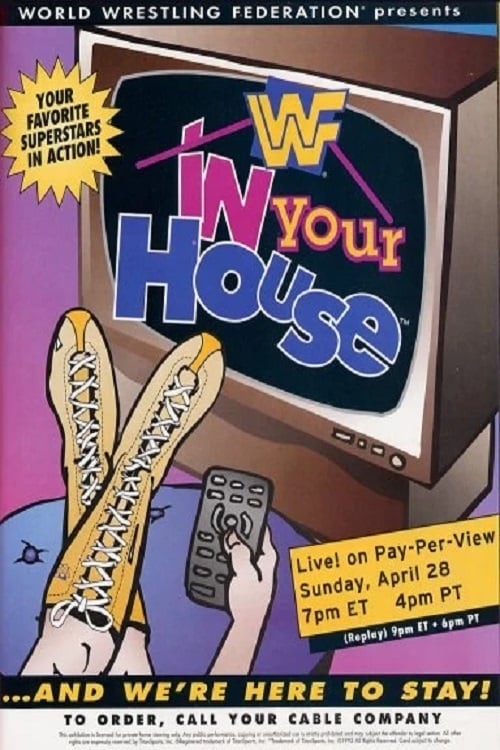 WORLD WRESTLING FEDERATION® presents
YOUR
FAVORITE
SUPERSTARS
IN ACTION!
WF
IN your
House™
Live! on Pay-Per-View
Sunday, April 28
7pm ET 4pm PT
(Replay) 9pm ET • 6pm PT
...AND WE'RE HERE TO STAY!
TO ORDER, CALL YOUR CABLE COMPANY